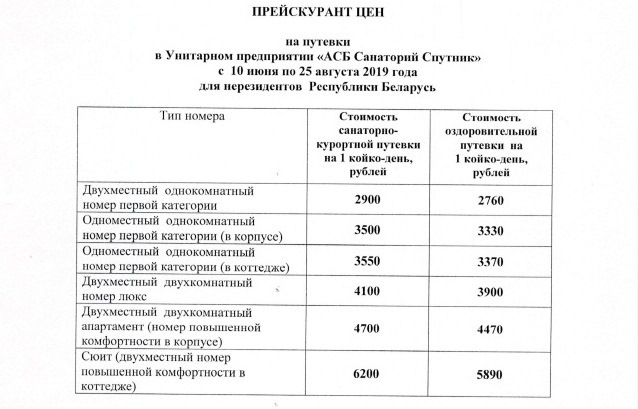 ПРЕЙСКУРАНТ ЦЕН
на путевки
в Унитарном предприятии «АСБ Санаторий Спутник»
с 10 июня по 25 августа 2019 года
для нерезидентов Республики Беларусь
Тип номера
Стоимость
санаторно-
курортной путевки
на 1 койко-день,
рублей
Стоимость
оздоровительной
путевки на
1 койко-день,
рублей
Двухместный однокомнатный
номер первой категории
2900
2760
Одноместный однокомнатный
номер первой категории (в корпусе)
3500
3330
Одноместный однокомнатный
номер первой категории (в коттедже)
3550
3370
Двухместный двухкомнатный
номер люкс
4100
3900
Двухместный двухкомнатный
апартамент (номер повышенной
комфортности в корпусе)
4700
4470
Сюит (двухместный номер
повышенной комфортности в
коттедже)
6200
5890